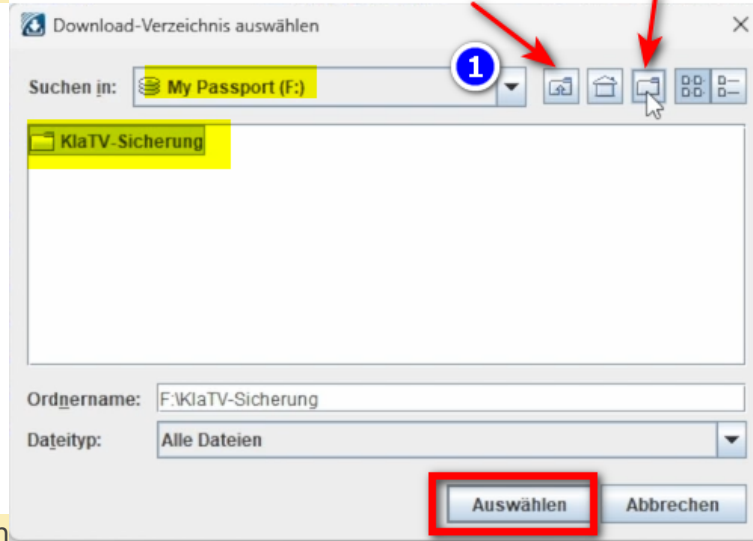 Download-Verzeichnis auswählen
Suchen in: My Passport (F:)
1
KlaTV-Sicherung
Ordnername: F:\KlaTV-Sicherung
Dateityp: Alle Dateien
Auswählen Abbrechen
n